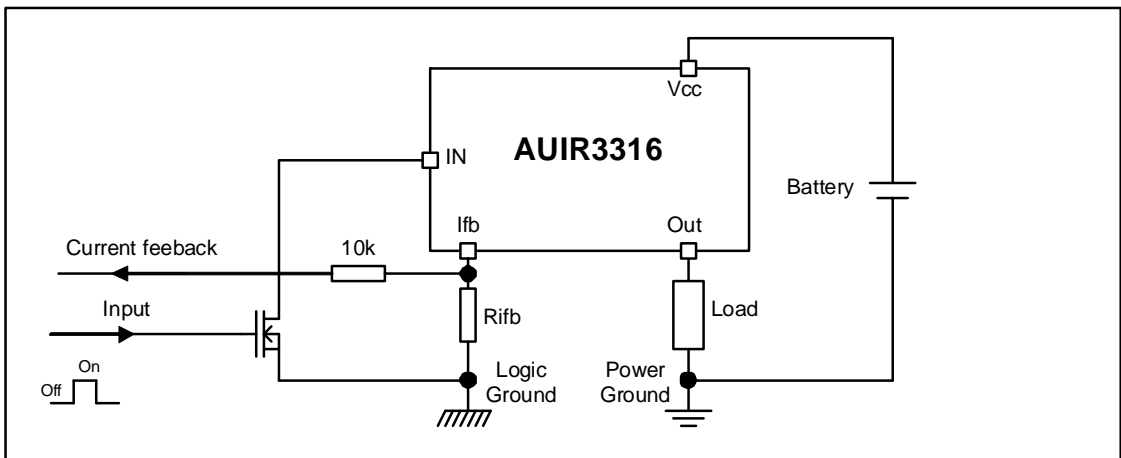 Vcc
AUIR3316
IN
Battery
Ifb
Out
Current feeback
10k
Input
Rifb
Load
On
Off
Logic
Ground
Power
Ground